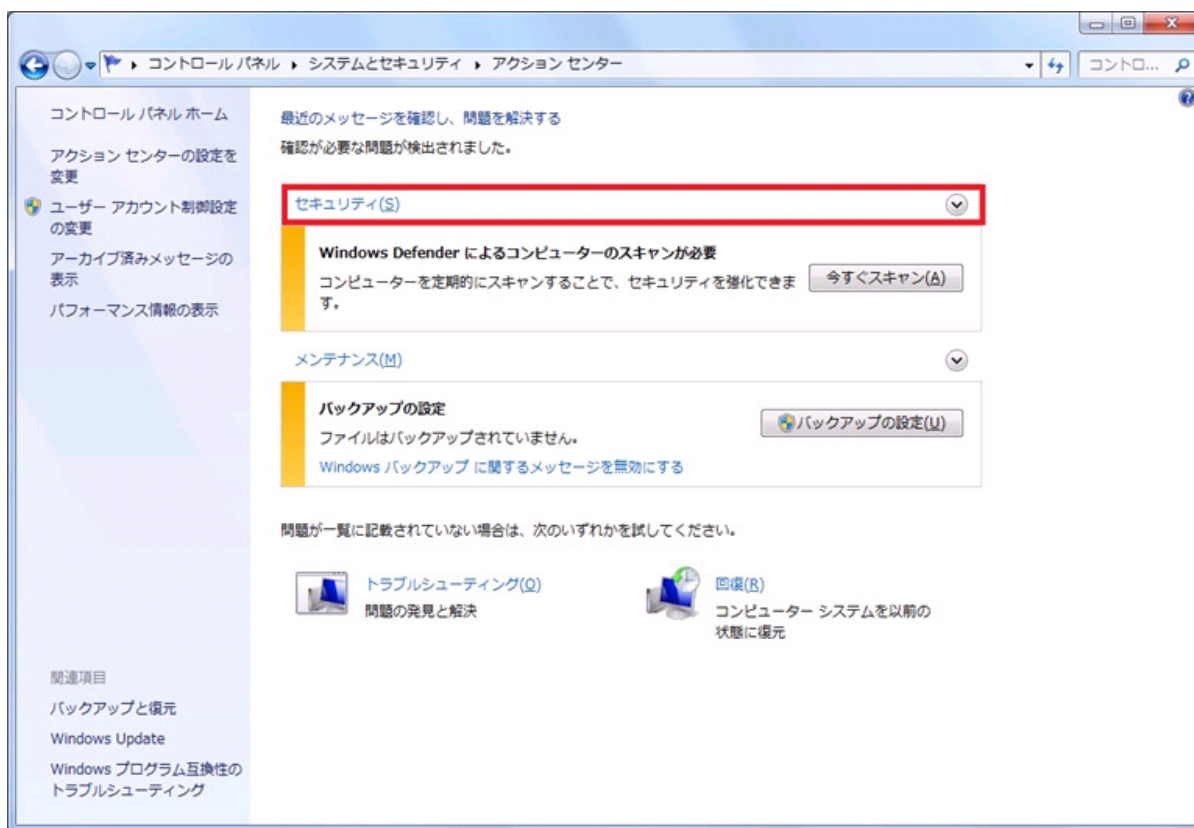 コントロール パネル ▸ システムとセキュリティ ▸ アクション センター
コントロ...
コントロール パネル ホーム
アクション センターの設定を
変更
ユーザー アカウント制御設定
の変更
アーカイブ済みメッセージの
表示
パフォーマンス情報の表示
最近のメッセージを確認し、問題を解決する
確認が必要な問題が検出されました。
セキュリティ(S)
Windows Defender によるコンピューターのスキャンが必要
コンピューターを定期的にスキャンすることで、セキュリティを強化できま
す。
今すぐスキャン(A)
メンテナンス(M)
バックアップの設定
ファイルはバックアップされていません。
Windows バックアップ に関するメッセージを無効にする
バックアップの設定(U)
問題が一覧に記載されていない場合は、次のいずれかを試してください。
トラブルシューティング(O)
問題の発見と解決
回復(R)
コンピューター システムを以前の
状態に復元
関連項目
バックアップと復元
Windows Update
Windows プログラム互換性の
トラブルシューティング